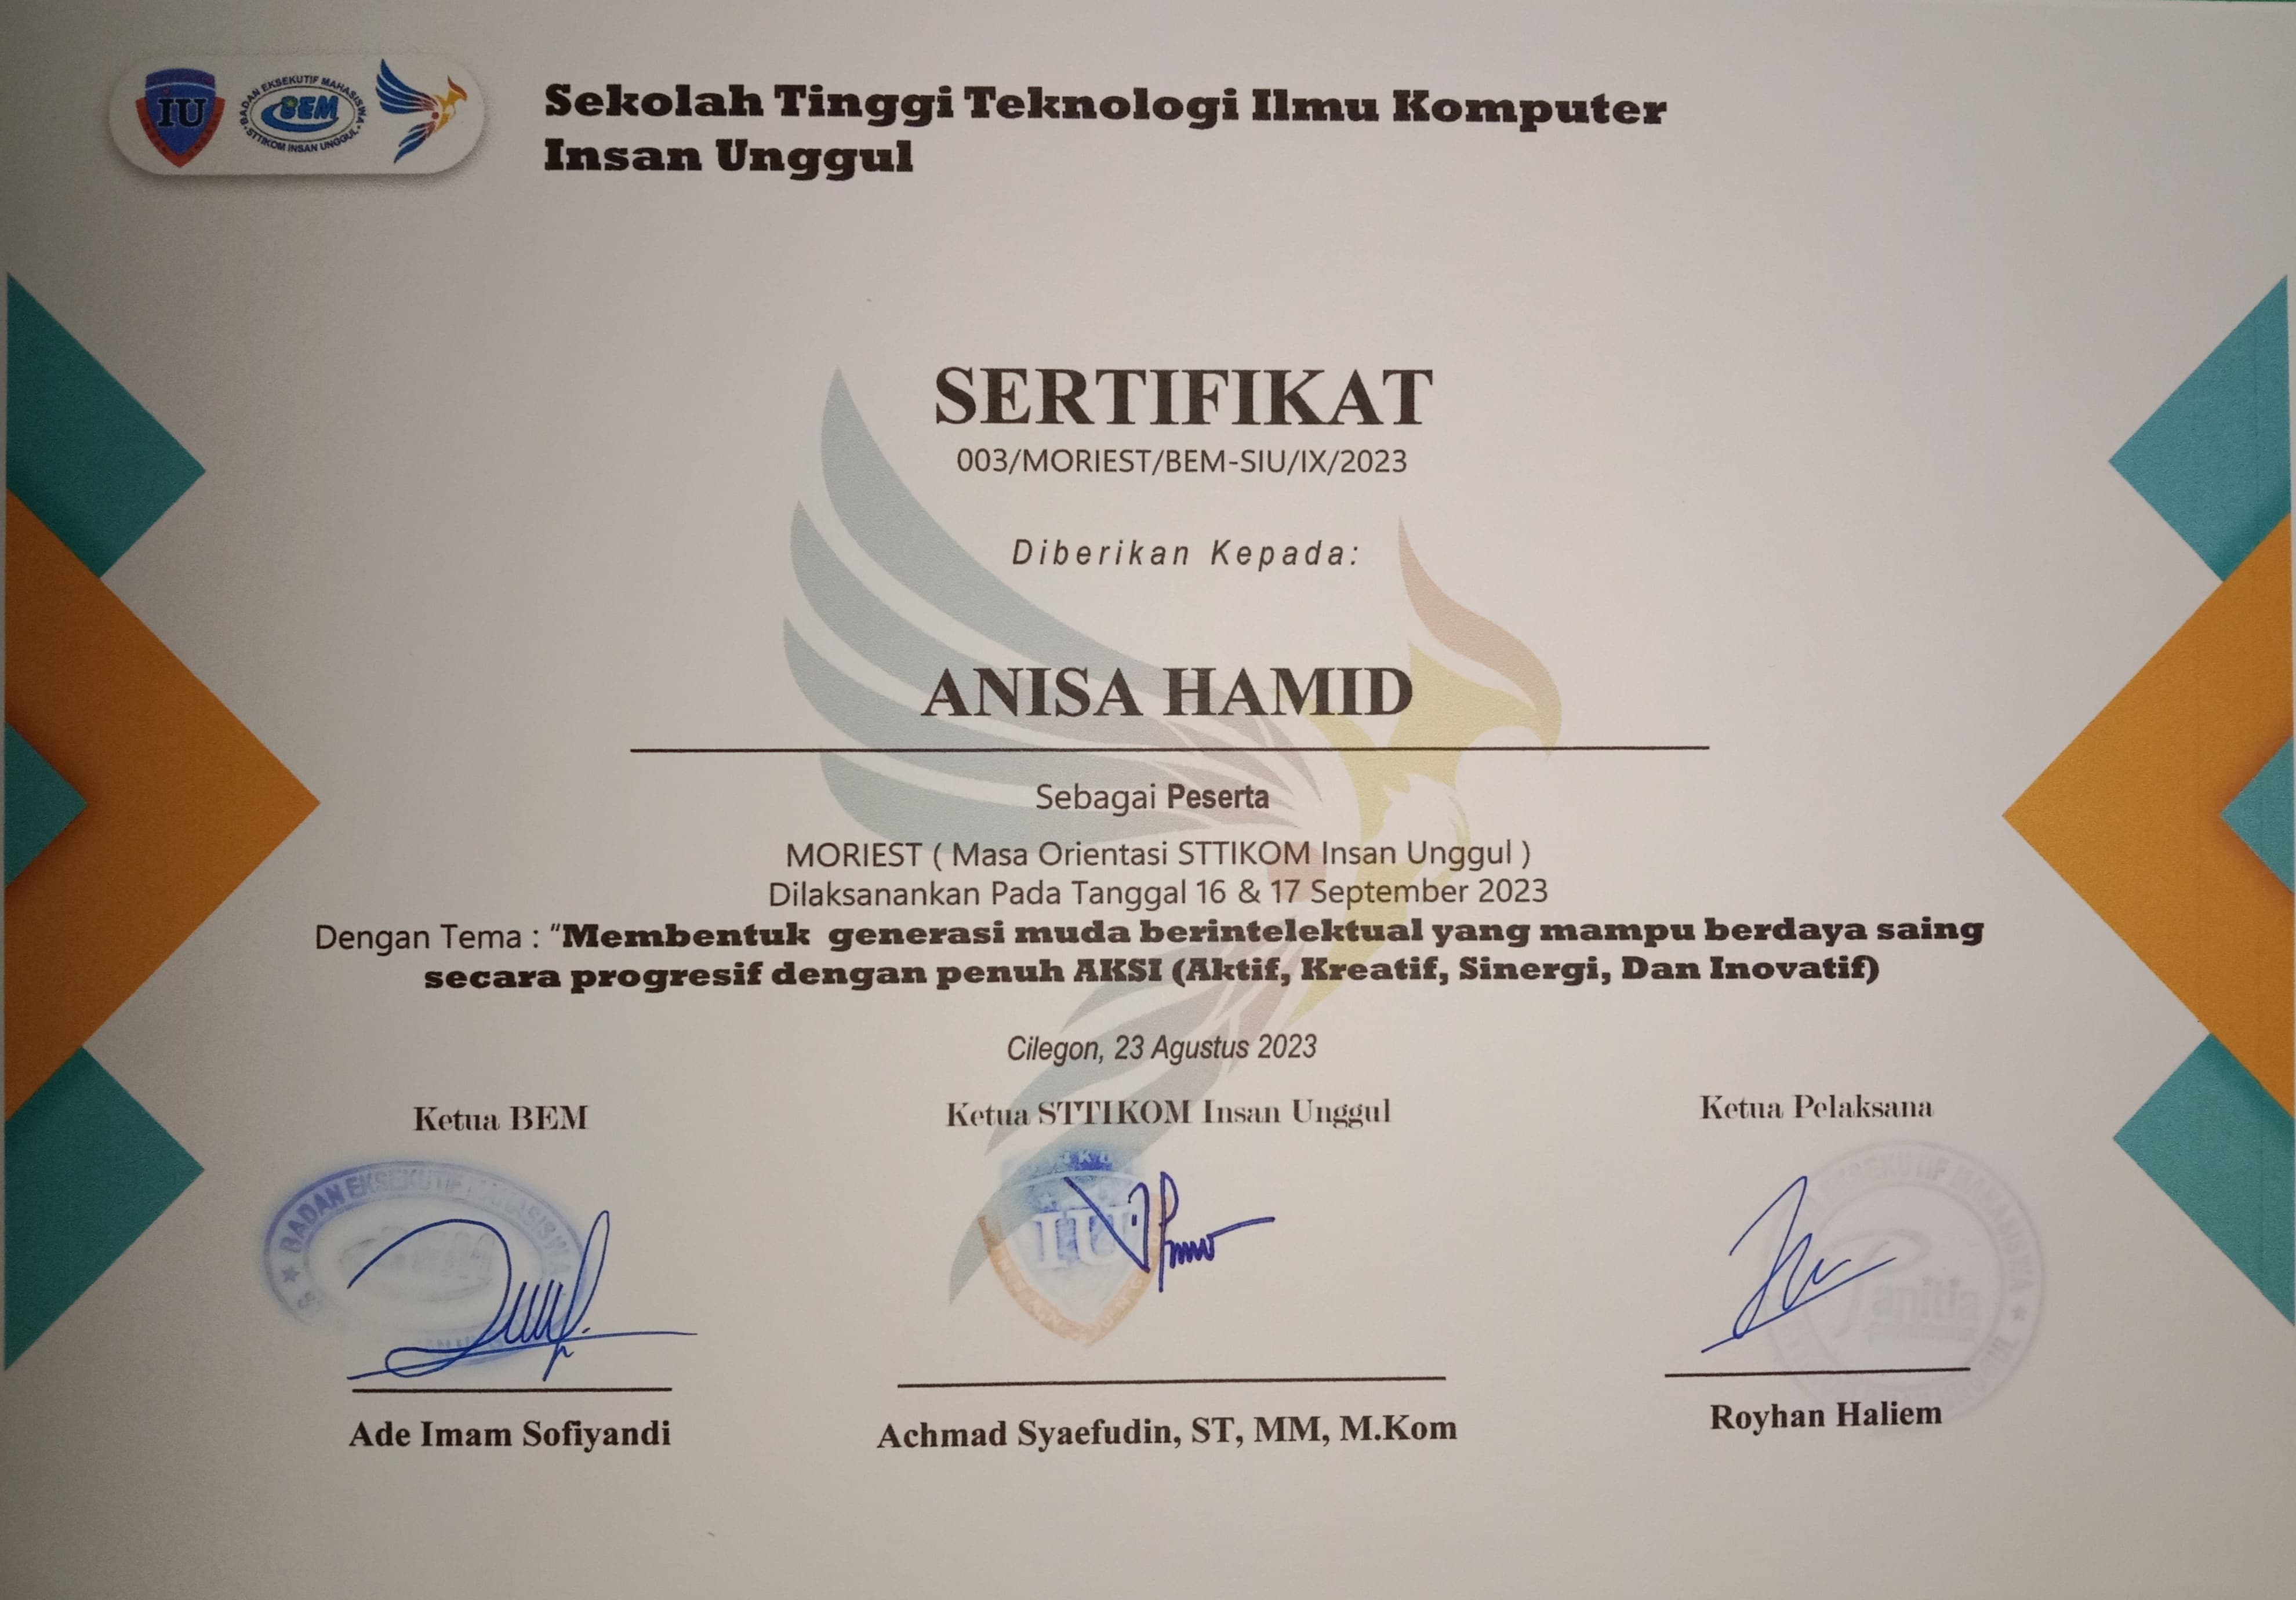 IU
BADAN EKSEKUTIF MAHASISWA
BEM
STTIKOM INSAN UNGGUL
Sekolah Tinggi Teknologi Ilmu Komputer
Insan Unggul
SERTIFIKAT
003/MORIEST/BEM-SIU/IX/2023
Diberikan Kepada:
ANISA HAMID
Sebagai Peserta
MORIEST ( Masa Orientasi STTIKOM Insan Unggul )
Dilaksanankan Pada Tanggal 16 & 17 September 2023
Dengan Tema : "Membentuk generasi muda berintelektual yang mampu berdaya saing
secara progresif dengan penuh AKSI (Aktif, Kreatif, Sinergi, Dan Inovatif)
Cilegon, 23 Agustus 2023
Ketua BEM
Ketua STTIKOM Insan Unggul
Ketua Pelaksana
BADAN EKSEKUTIF MAHASISWA
IU
EKSEKUTIF MAHASISWA
Panitia
Ade Imam Sofiyandi
Achmad Syaefudin, ST, MM, M.Kom
Royhan Haliem